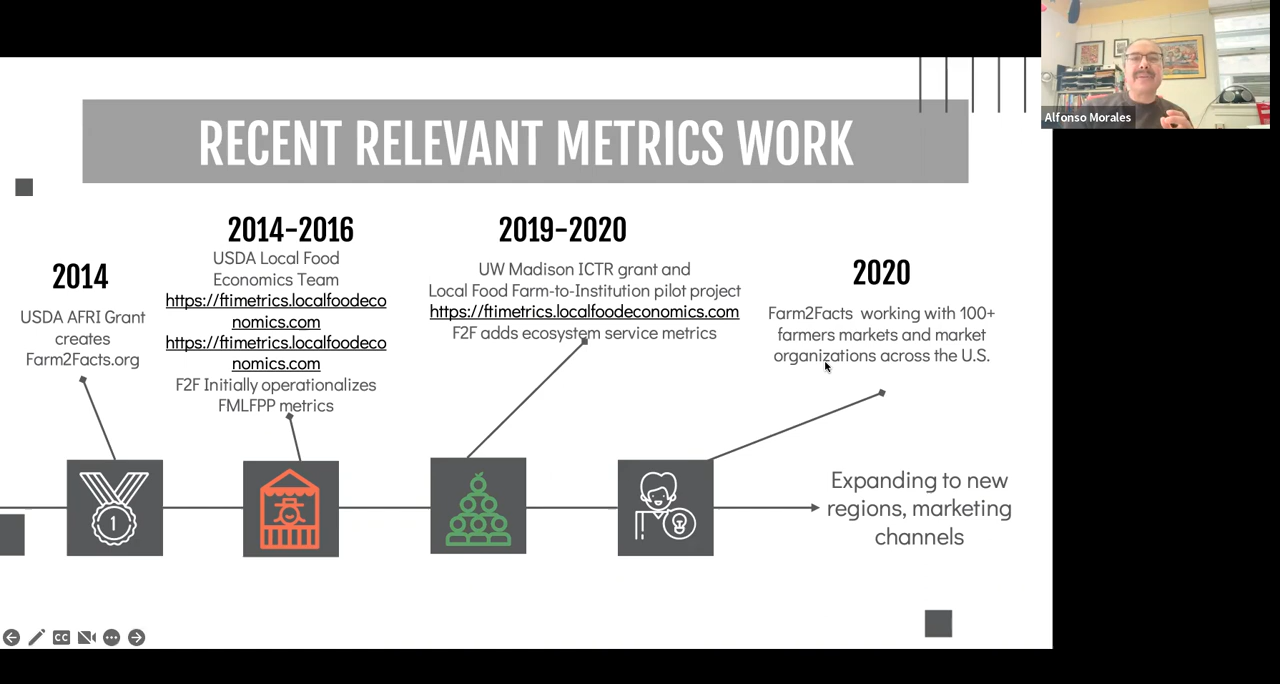 Alfonso Morales
RECENT RELEVANT METRICS WORK
2014
USDA AFRI Grant
creates
Farm2Facts.org
2014-2016
USDA Local Food
Economics Team
https://ftimetrics.localfoodeco
nomics.com
https://ftimetrics.localfoodeco
nomics.com
F2F Initially operationalizes
FMLFPP metrics
2019-2020
UW Madison ICTR grant and
Local Food Farm-to-Institution pilot project
https://ftimetrics.localfoodeconomics.com
F2F adds ecosystem service metrics
2020
Farm2Facts working with 100+
farmers markets and market
organizations across the U.S.
1
Expanding to new
regions, marketing
channels
CC